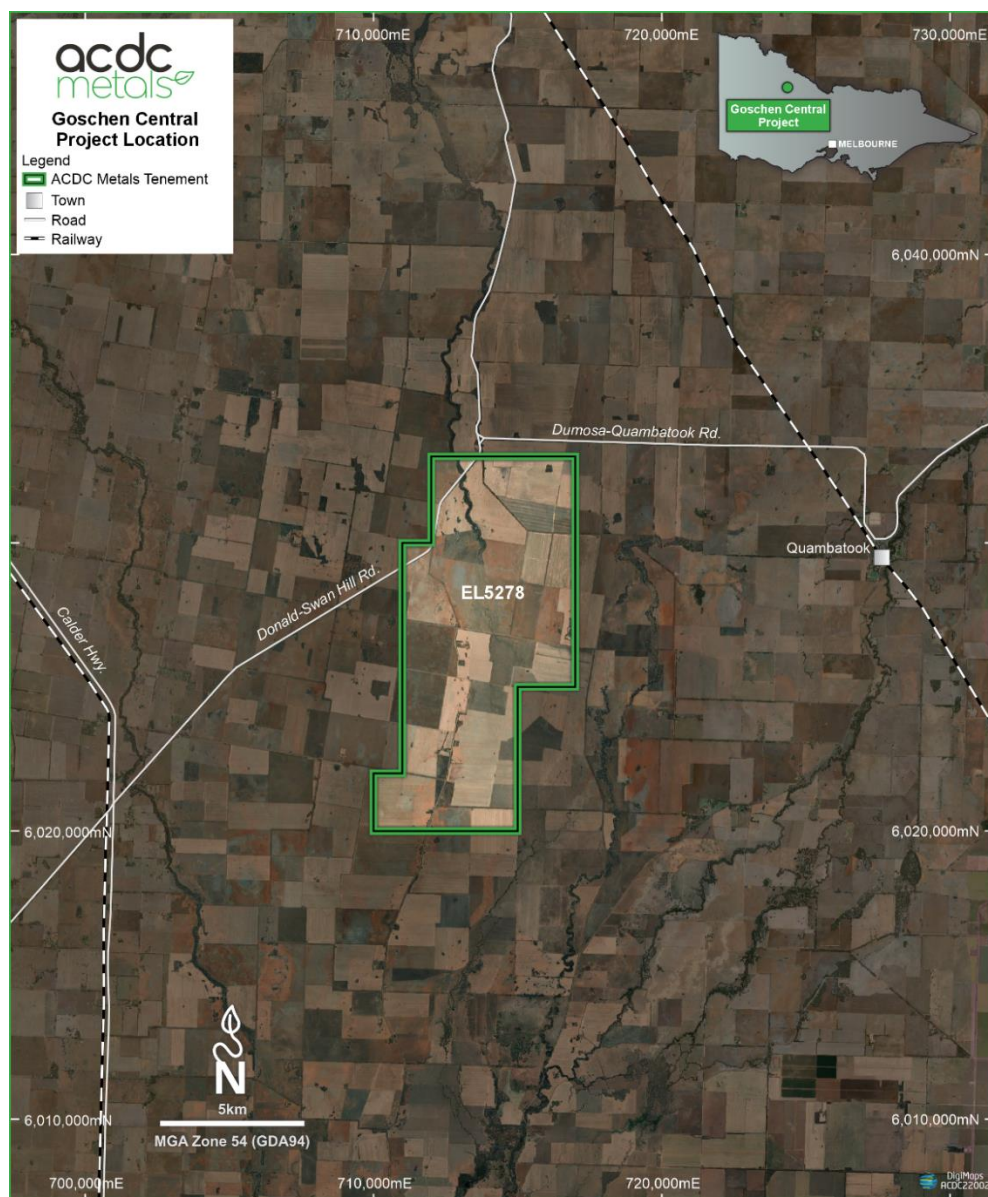 acdc
metals
Goschen Central
Project Location
Legend
ACDC Metals Tenement
Town
Road
Railway
710,000mE
720,000mE
730,000mE
Goschen Central
Project
MELBOURNE
6,040,000mN
Dumosa-Quambatook Rd.
Quambatook
EL5278
Donald-Swan Hill Rd.
Calder Hwy.
6,020,000mN
6,020,000mN
N
5km
MGA Zone 54 (GDA94)
6,010,000mN
6,010,000mN
700,000mE
710,000mE
720,000mE
DigiMaps
ACDC22002